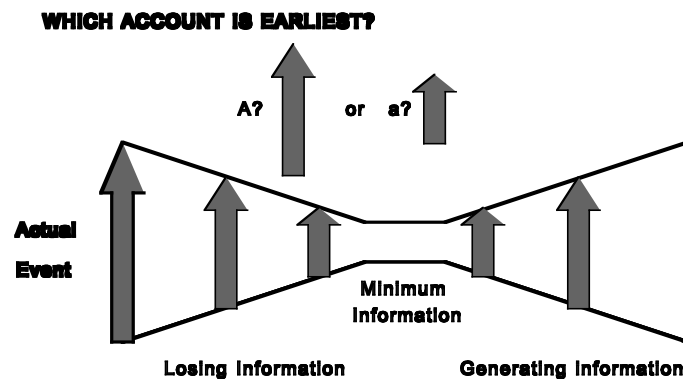 WHICH ACCOUNT IS EARLIEST?
A? or a?
Actual
Event
Minimum
Information
Losing Information
Generating Information